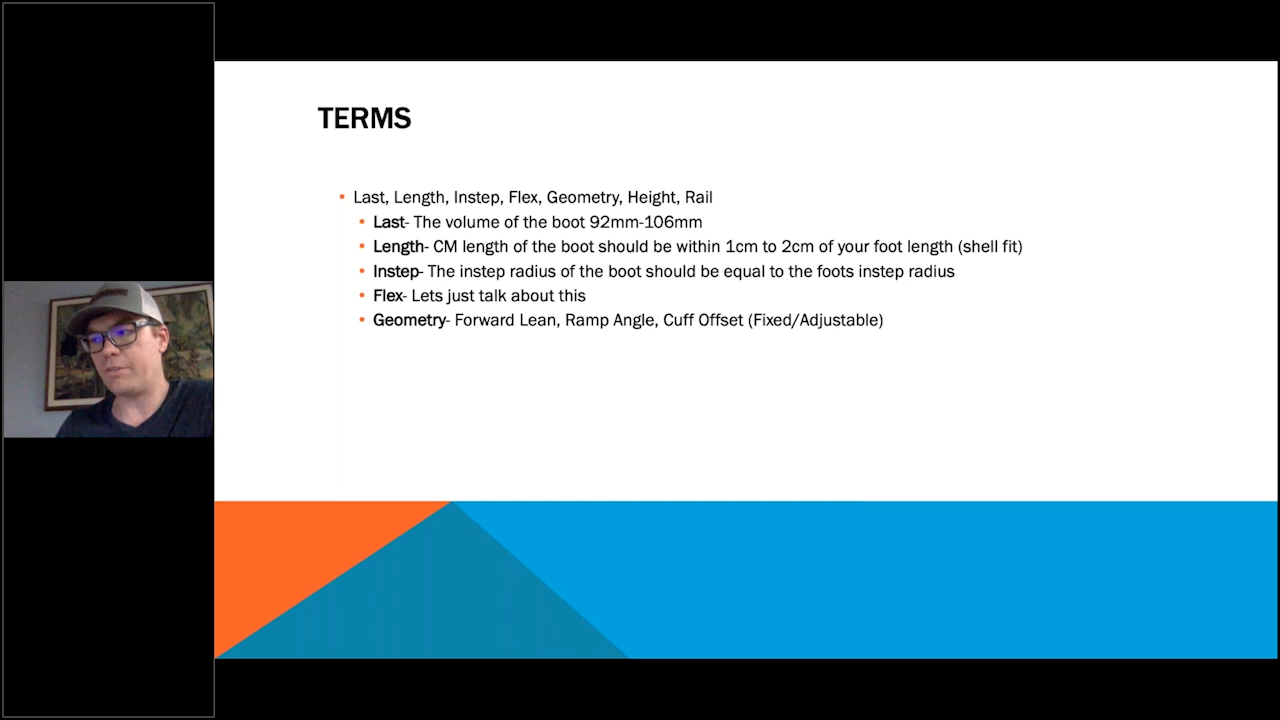 TERMS
Last, Length, Instep, Flex, Geometry, Height, Rail
Last- The volume of the boot 92mm-106mm
Length- CM length of the boot should be within 1cm to 2cm of your foot length (shell fit)
Instep- The instep radius of the boot should be equal to the foots instep radius
Flex- Lets just talk about this
Geometry- Forward Lean, Ramp Angle, Cuff Offset (Fixed/Adjustable)